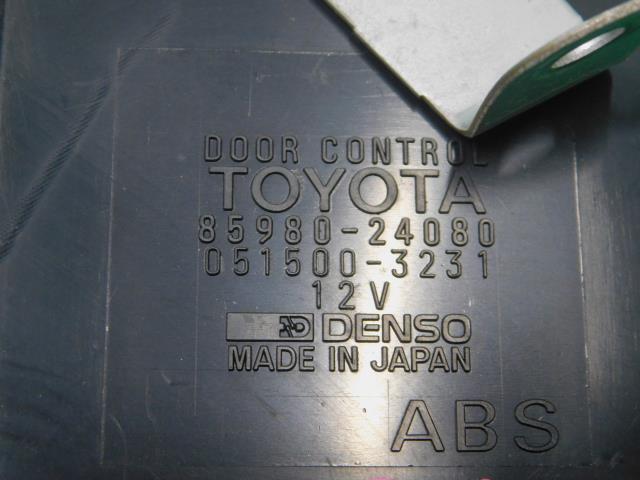 DOOR CONTROL
TOYOTA
85980-24080
051500-3231
12V
DENSO
MADE IN JAPAN
ABS